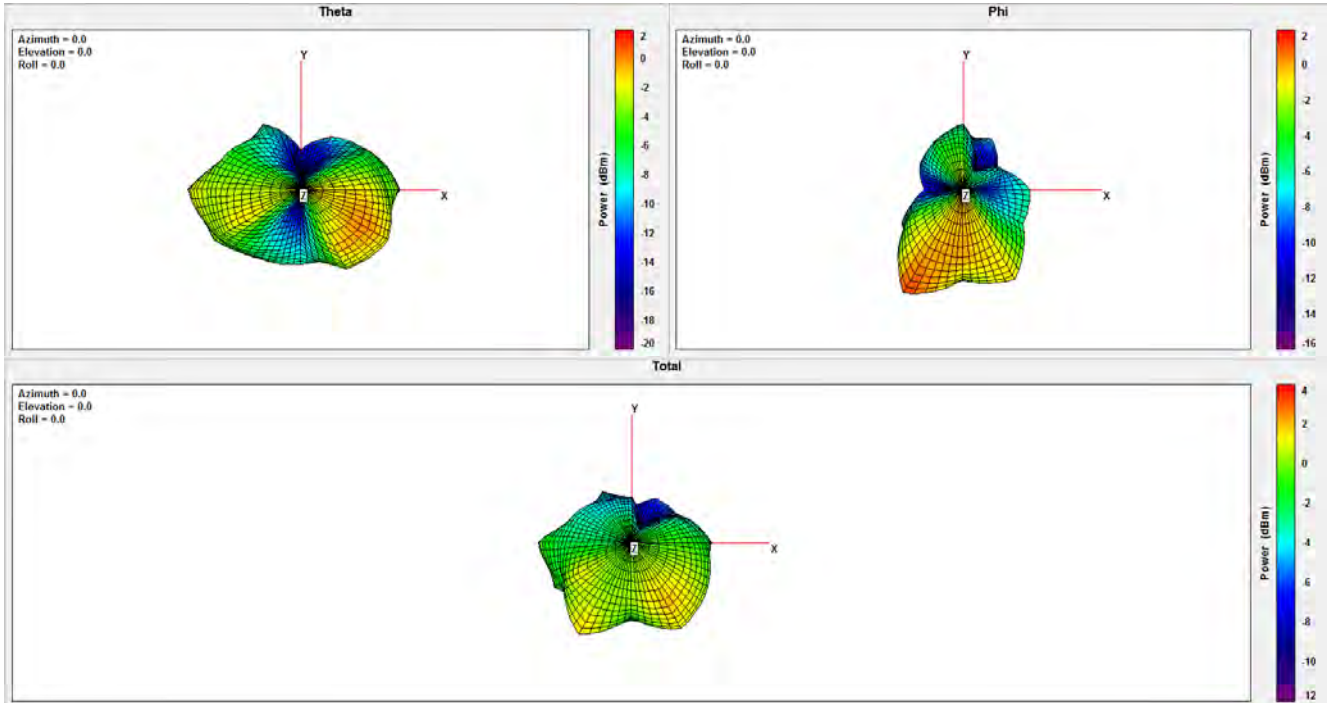 Theta
Azimuth = 0.0
Elevation = 0.0
Roll = 0.0
Y
X
Z
Power (dBm)
2
0
-2
-4
-6
-8
-10
-12
-14
-16
-18
-20
Phi
Azimuth = 0.0
Elevation = 0.0
Roll = 0.0
Y
X
Z
Power (dBm)
2
0
-2
-4
-6
-8
-10
-12
-14
-16
Total
Azimuth = 0.0
Elevation = 0.0
Roll = 0.0
Y
X
Z
Power (dBm)
4
2
0
-2
-4
-6
-8
-10
12